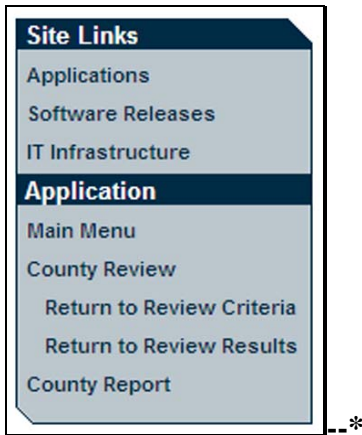 Site Links
Applications
Software Releases
IT Infrastructure
Application
Main Menu
County Review
Return to Review Criteria
Return to Review Results
County Report
--*